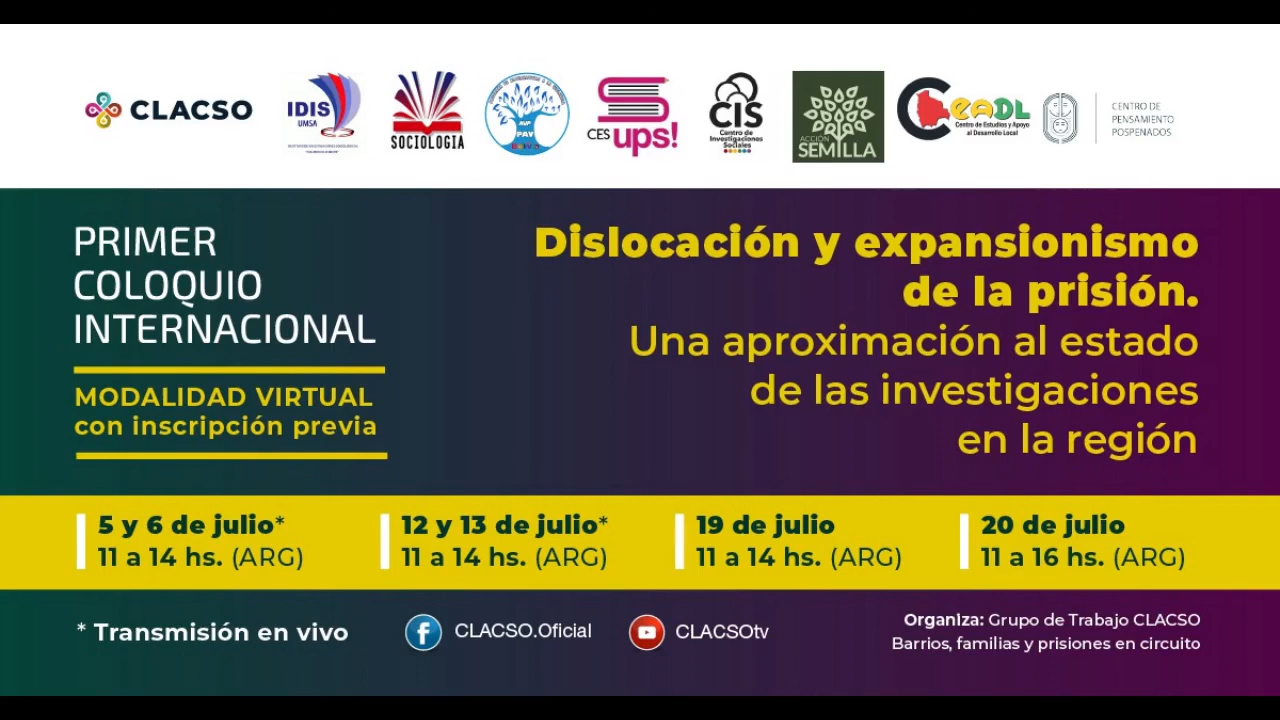 CLACSO
IDIS
UMSA
SOCIOLOGIA
PAY
CES
ups!
CIS
Centro de
Investigaciones
Sociales
ACCIÓN
SEMILLA
CEADL
Centro de Estudios y Apoyo
al Desarrollo Local
CENTRO DE
PENSAMIENTO
POSPENADOS
PRIMER
COLOQUIO
INTERNACIONAL
MODALIDAD VIRTUAL
con inscripción previa
Dislocación y expansionismo
de la prisión.
Una aproximación al estado
de las investigaciones
en la región
5 y 6 de julio*
11 a 14 hs. (ARG)
12 y 13 de julio*
11 a 14 hs. (ARG)
19 de julio
11 a 14 hs. (ARG)
20 de julio
11 a 16 hs. (ARG)
* Transmisión en vivo
CLACSO.Oficial
CLACSOtv
Organiza: Grupo de Trabajo CLACSO
Barrios, familias y prisiones en circuito